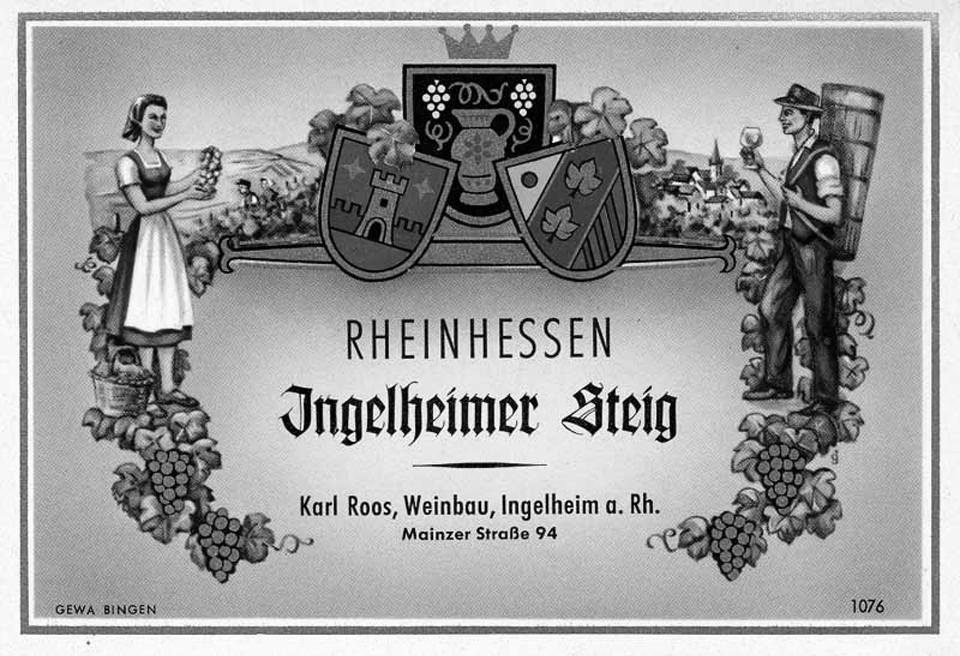 RHEINHESSEN
Ingelheimer Steig
Karl Roos, Weinbau, Ingelheim a. Rh.
Mainzer Straße 94
GEWA BINGEN
1076